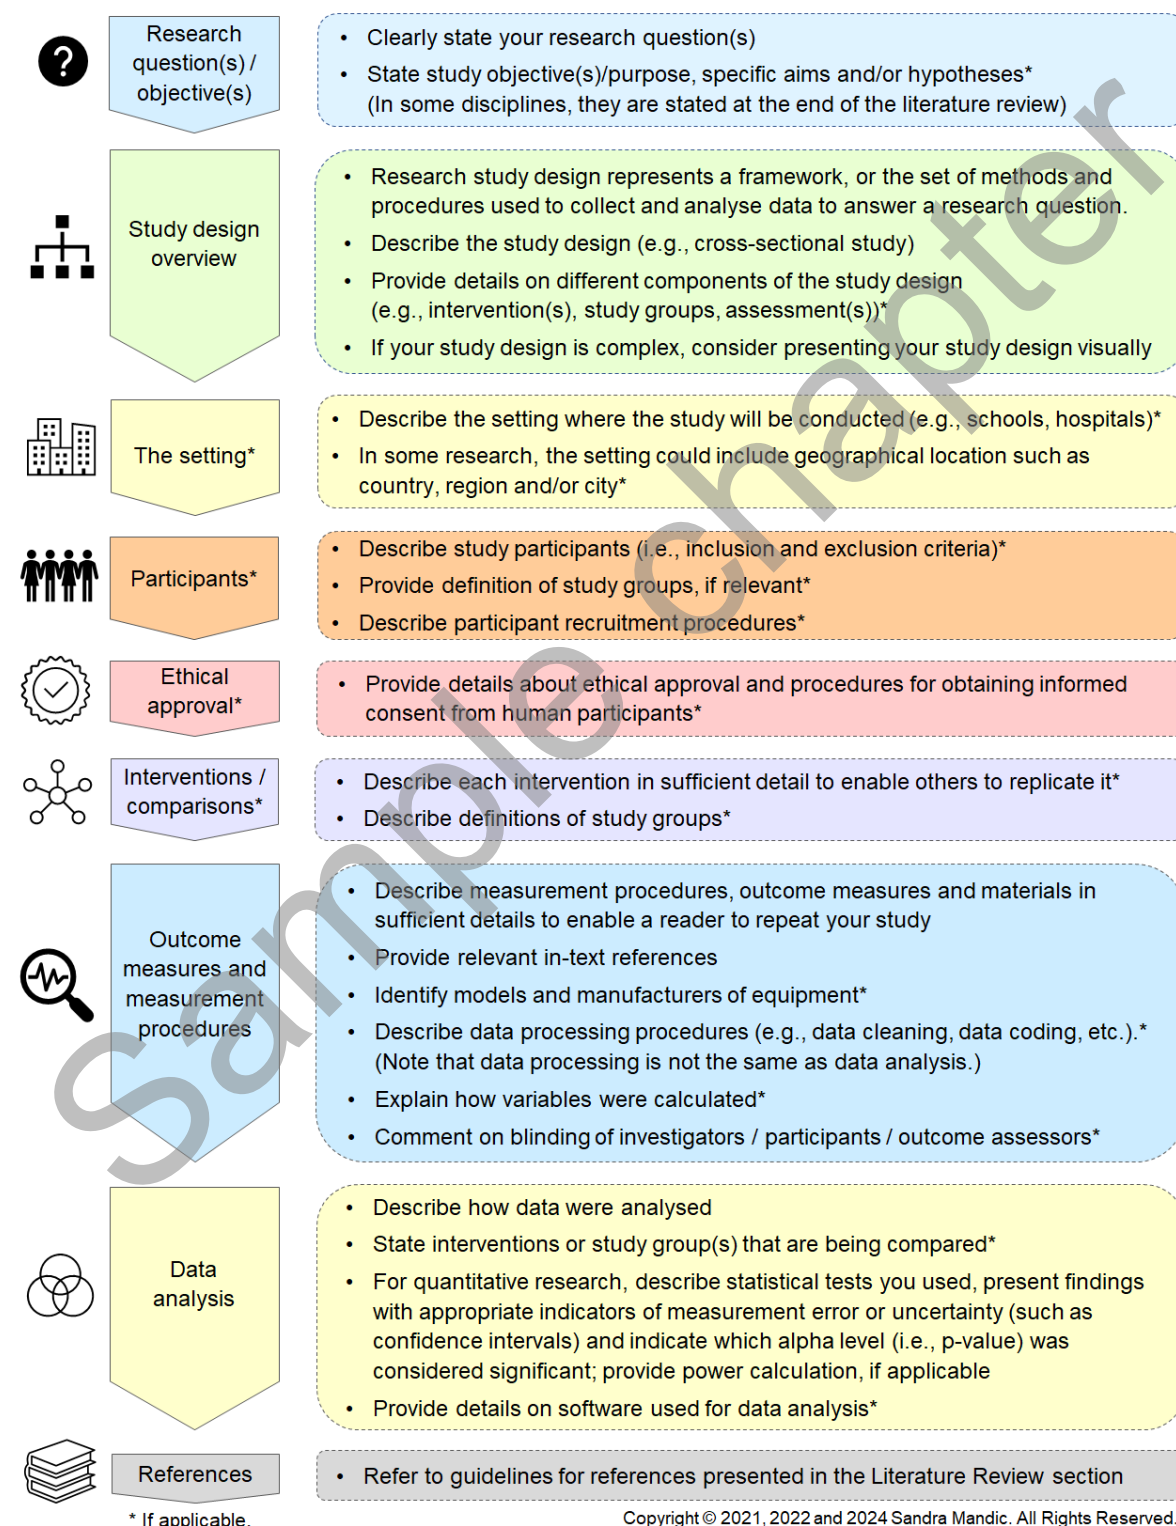 Research
question(s) /
objective(s)
• Clearly state your research question(s)
• State study objective(s)/purpose, specific aims and/or hypotheses*
(In some disciplines, they are stated at the end of the literature review)
Study design
overview
• Research study design represents a framework, or the set of methods and
procedures used to collect and analyse data to answer a research question.
• Describe the study design (e.g., cross-sectional study)
• Provide details on different components of the study design
(e.g., intervention(s), study groups, assessment(s))*
• If your study design is complex, consider presenting your study design visually
The setting*
• Describe the setting where the study will be conducted (e.g., schools, hospitals)*
• In some research, the setting could include geographical location such as
country, region and/or city*
Participants*
• Describe study participants (i.e., inclusion and exclusion criteria)*
• Provide definition of study groups, if relevant*
• Describe participant recruitment procedures*
Ethical
approval*
• Provide details about ethical approval and procedures for obtaining informed
consent from human participants*
Interventions /
comparisons*
• Describe each intervention in sufficient detail to enable others to replicate it*
• Describe definitions of study groups*
Outcome
measures and
measurement
procedures
• Describe measurement procedures, outcome measures and materials in
sufficient details to enable a reader to repeat your study
• Provide relevant in-text references
• Identify models and manufacturers of equipment*
• Describe data processing procedures (e.g., data cleaning, data coding, etc.).*
(Note that data processing is not the same as data analysis.)
• Explain how variables were calculated*
• Comment on blinding of investigators / participants / outcome assessors*
Data
analysis
• Describe how data were analysed
• State interventions or study group(s) that are being compared*
• For quantitative research, describe statistical tests you used, present findings
with appropriate indicators of measurement error or uncertainty (such as
confidence intervals) and indicate which alpha level (i.e., p-value) was
considered significant; provide power calculation, if applicable
• Provide details on software used for data analysis*
References
• Refer to guidelines for references presented in the Literature Review section
* If applicable.
Copyright © 2021, 2022 and 2024 Sandra Mandic. All Rights Reserved.
Sample chapter